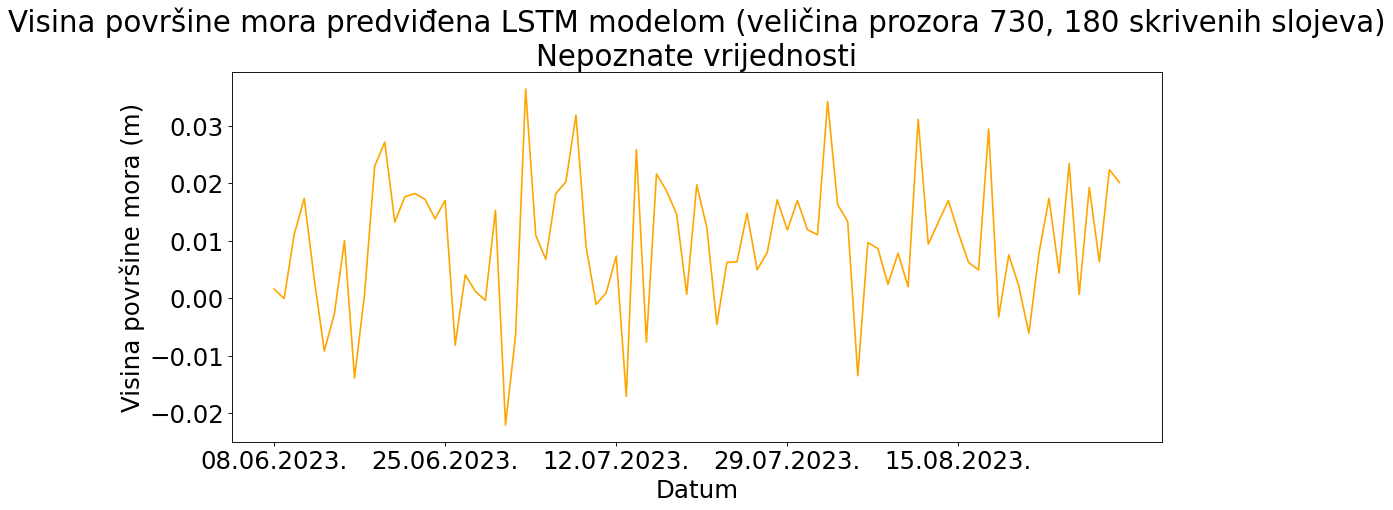 Visina površine mora predviđena LSTM modelom (veličina prozora 730, 180 skrivenih slojeva)
Nepoznate vrijednosti
Visina površine mora (m)
0.03
0.02
0.01
0.00
−0.01
−0.02
08.06.2023. 25.06.2023. 12.07.2023. 29.07.2023. 15.08.2023.
Datum